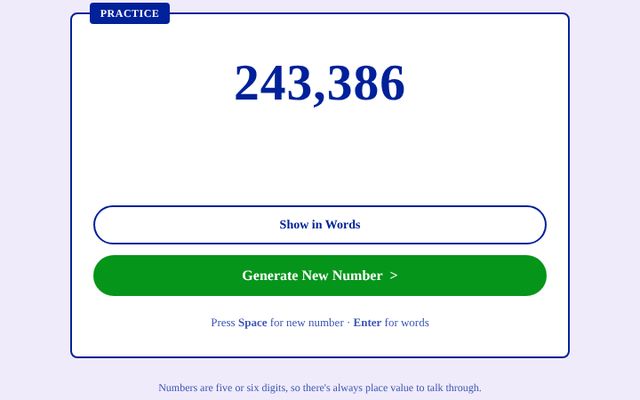 PRACTICE
243,386
Show in Words
Generate New Number >
Press Space for new number · Enter for words
Numbers are five or six digits, so there's always place value to talk through.